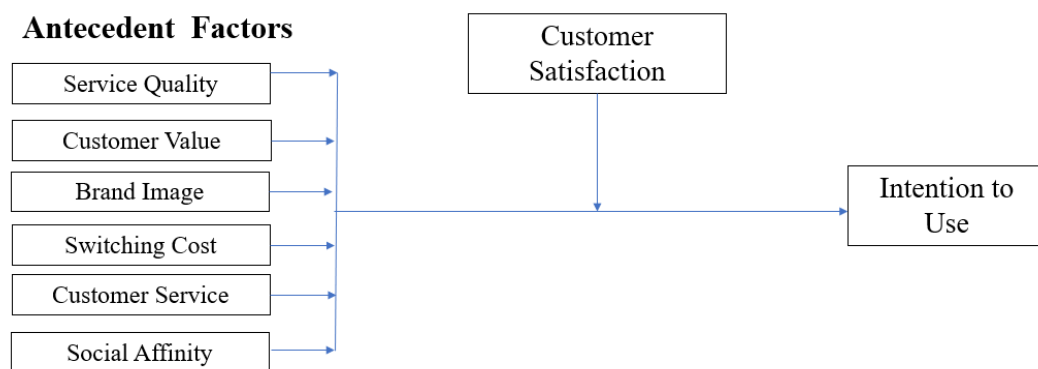 Antecedent Factors
Service Quality
Customer Value
Brand Image
Switching Cost
Customer Service
Social Affinity
Customer
Satisfaction
Intention to
Use